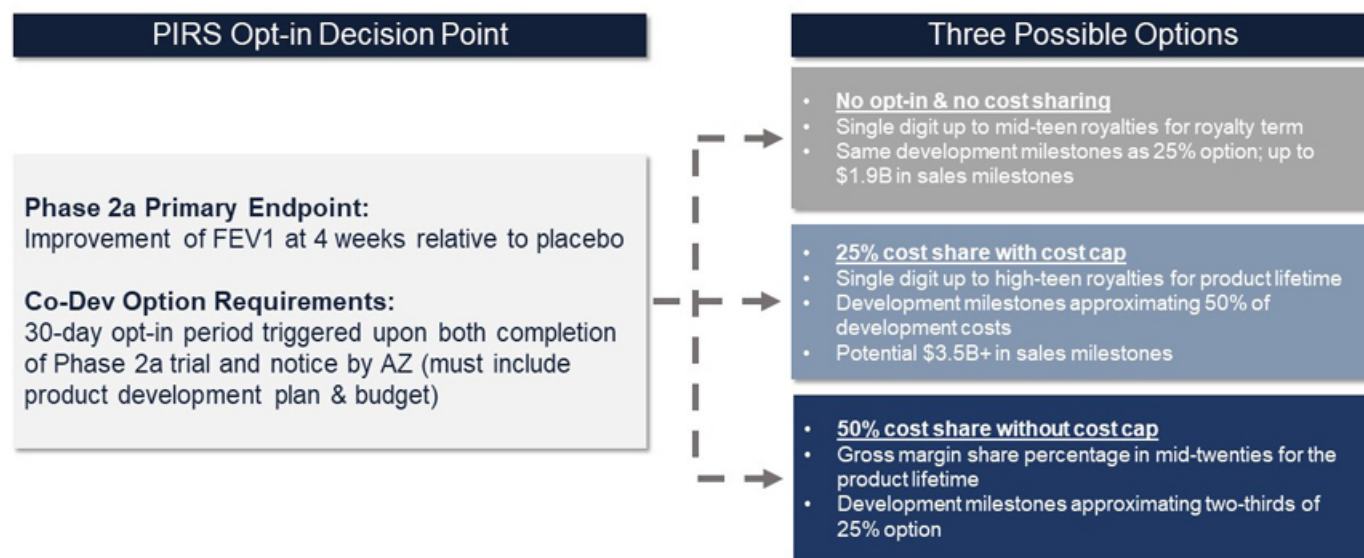 PIRS Opt-in Decision Point
Phase 2a Primary Endpoint:
Improvement of FEV1 at 4 weeks relative to placebo
Co-Dev Option Requirements:
30-day opt-in period triggered upon both completion
of Phase 2a trial and notice by AZ (must include
product development plan & budget)
Three Possible Options
• No opt-in & no cost sharing
• Single digit up to mid-teen royalties for royalty term
• Same development milestones as 25% option; up to
$1.9B in sales milestones
• 25% cost share with cost cap
• Single digit up to high-teen royalties for product lifetime
• Development milestones approximating 50% of
development costs
• Potential $3.5B+ in sales milestones
• 50% cost share without cost cap
• Gross margin share percentage in mid-twenties for the
product lifetime
• Development milestones approximating two-thirds of
25% option